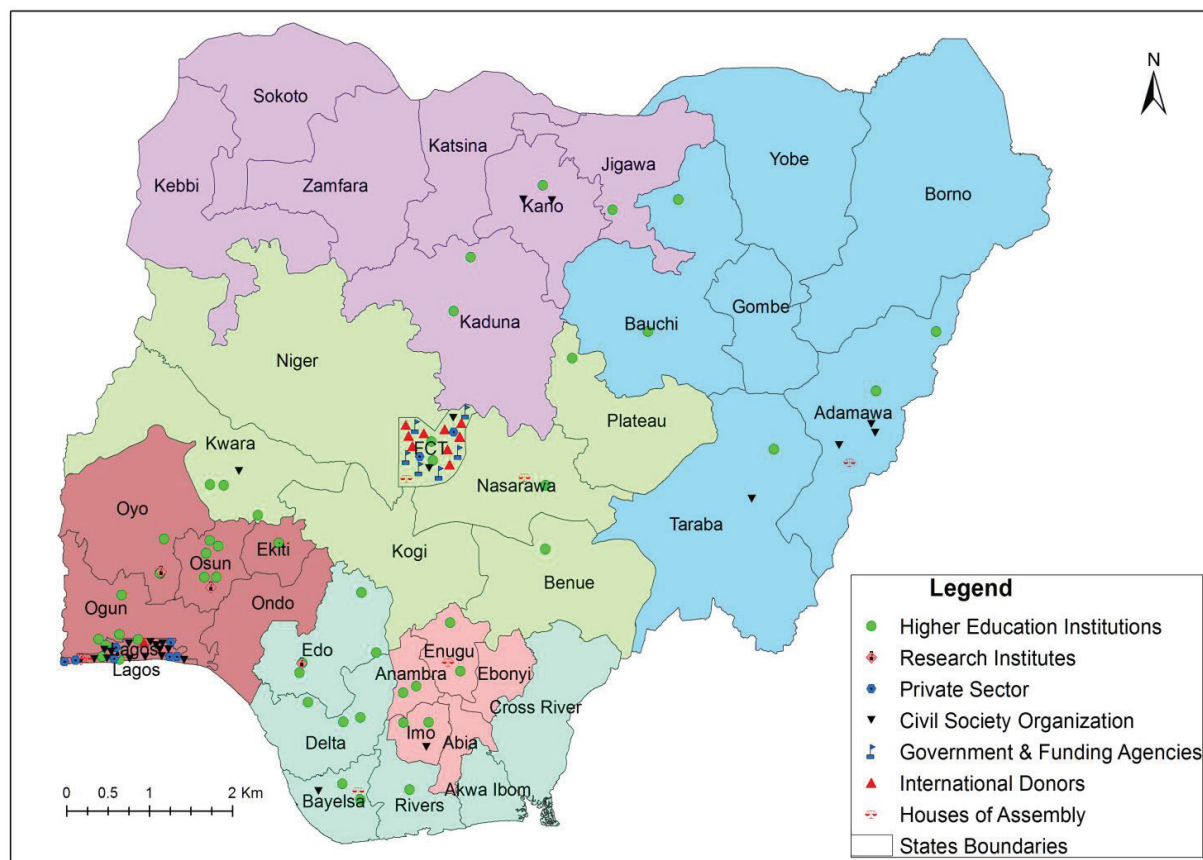 N
Sokoto
Katsina
Jigawa
Yobe
Kebbi
Zamfara
Kano
Borno
Gombe
Kaduna
Bauchi
Niger
Adamawa
Plateau
Kwara
FCT
Nasarawa
Oyo
Taraba
Ekiti
Osun
Kogi
Benue
Ogun
Ondo
Edo
Enugu
Lagos
Lagos
Anambra
Ebonyi
Cross River
Imo
Delta
Abia
Bayelsa
Rivers
Akwa Ibom
0 0.5 1 2 Km
Legend
Higher Education Institutions
Research Institutes
Private Sector
Civil Society Organization
Government & Funding Agencies
International Donors
Houses of Assembly
States Boundaries